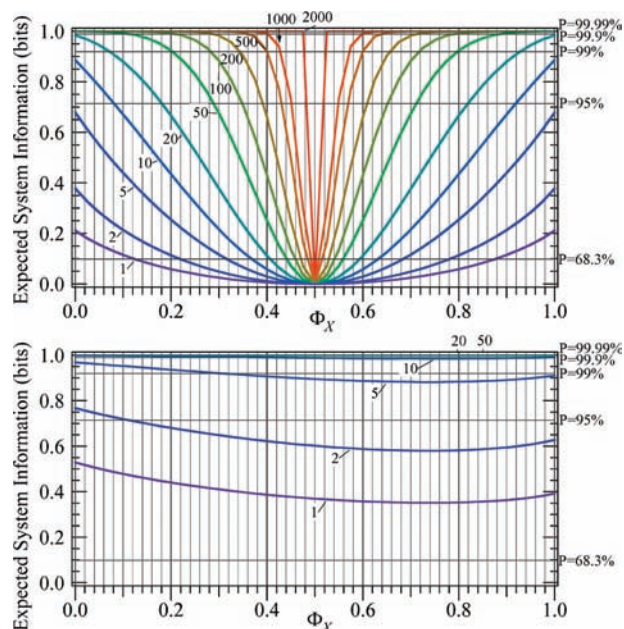 1000
2000
P=99.99%
P=99.9%
P=99%
P=95%
P=68.3%
500
200
100
50
20
10
5
2
1
1.0
0.8
0.6
0.4
0.2
0.0
Expected System Information (bits)
0.0 0.2 0.4 0.6 0.8 1.0
Φ_X
20 50
P=99.99%
P=99.9%
P=99%
P=95%
P=68.3%
10
5
2
1
1.0
0.8
0.6
0.4
0.2
0.0
Expected System Information (bits)
0.0 0.2 0.4 0.6 0.8 1.0
Φ_X